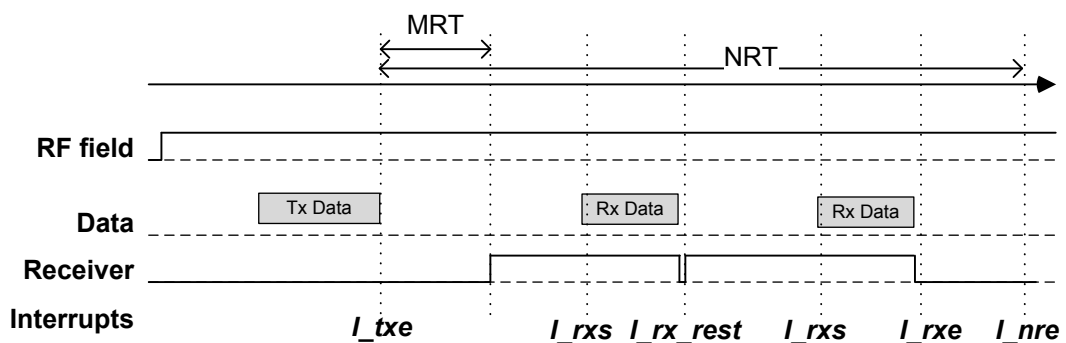 MRT
NRT
RF field
Tx Data
Rx Data
Rx Data
Data
Receiver
Interrupts
I_txe
I_rxs
I_rx_rest
I_rxs
I_rxe
I_nre